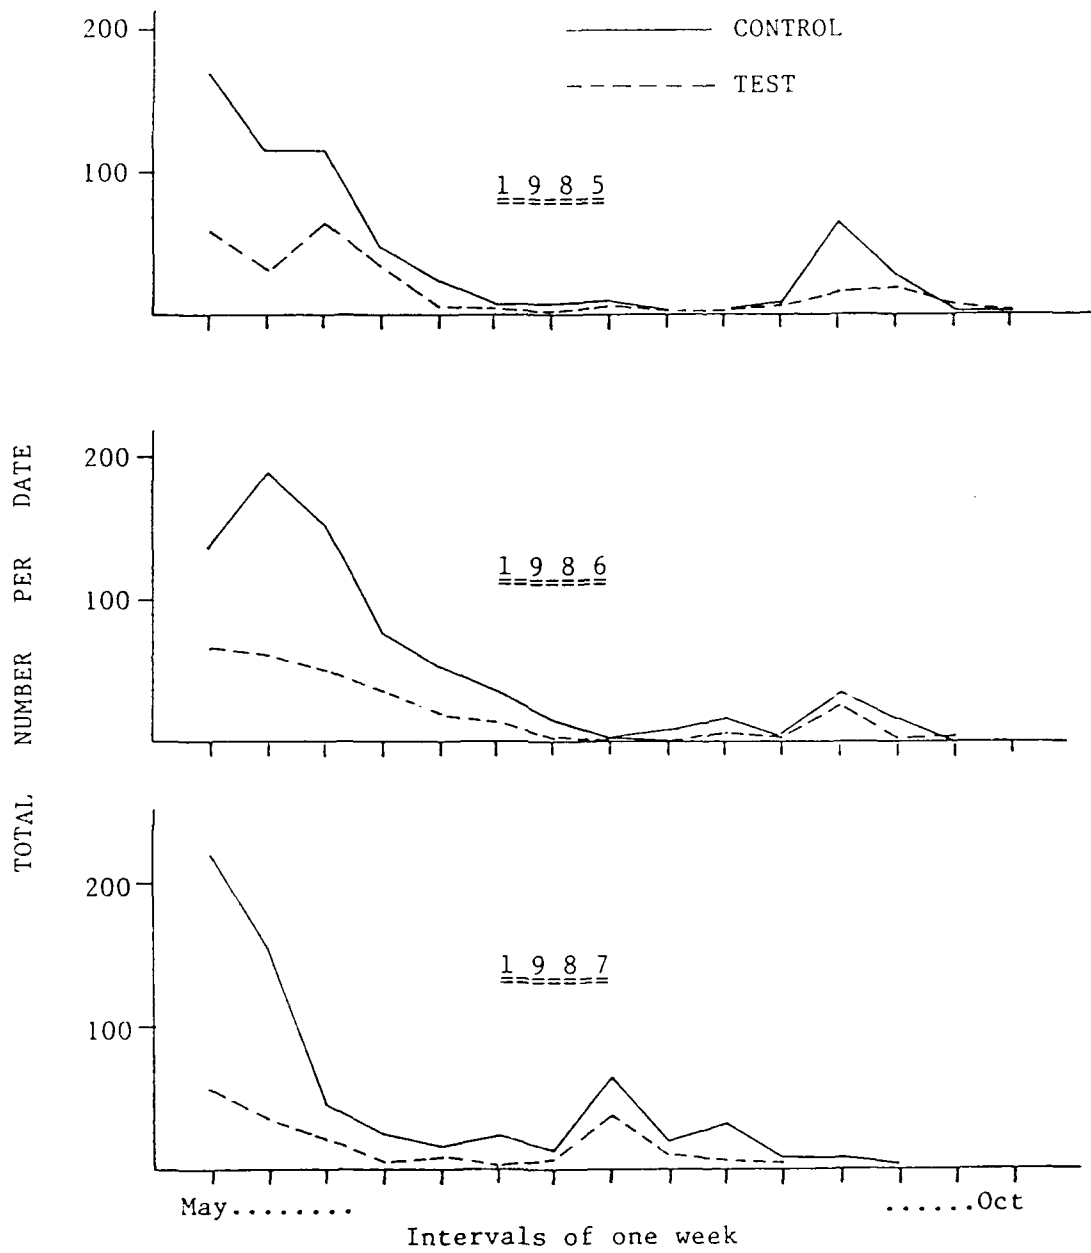 200
100
CONTROL
TEST
1 9 8 5
TOTAL NUMBER PER DATE
200
100
1 9 8 6
200
100
1 9 8 7
May........
......Oct
Intervals of one week